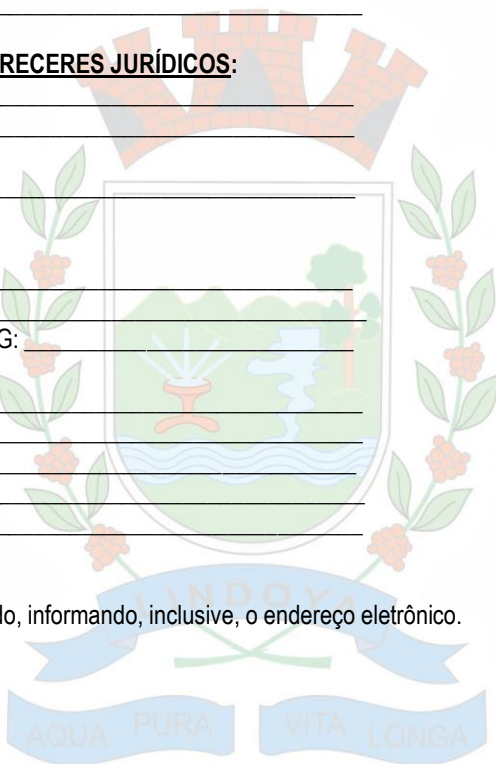 RECERES JURÍDICOS:
G:
do, informando, inclusive, o endereço eletrônico.
LINDOYA
AQUA PURA VITA LONGA